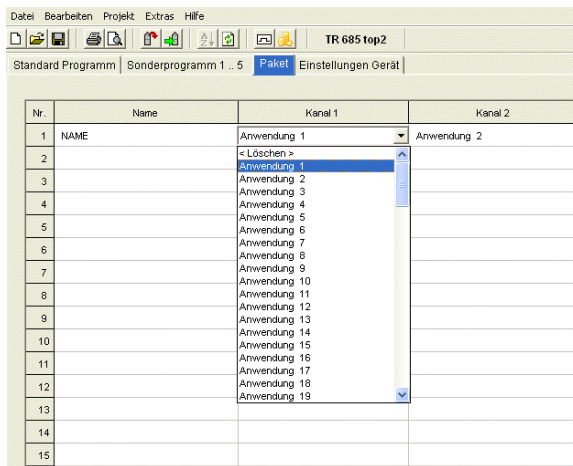 Datei Bearbeiten Projekt Extras Hilfe
TR 685 top2
Standard Programm Sonderprogramm 1 .. 5 Paket Einstellungen Gerät
Nr. Name Kanal 1 Kanal 2
1 NAME Anwendung 1 Anwendung 2
< Löschen >
2 Anwendung 1
Anwendung 2
3 Anwendung 3
4 Anwendung 4
Anwendung 5
5 Anwendung 6
Anwendung 7
6 Anwendung 8
7 Anwendung 9
Anwendung 10
8 Anwendung 11
Anwendung 12
9 Anwendung 13
10 Anwendung 14
Anwendung 15
11 Anwendung 16
Anwendung 17
12 Anwendung 18
Anwendung 19
13
14
15